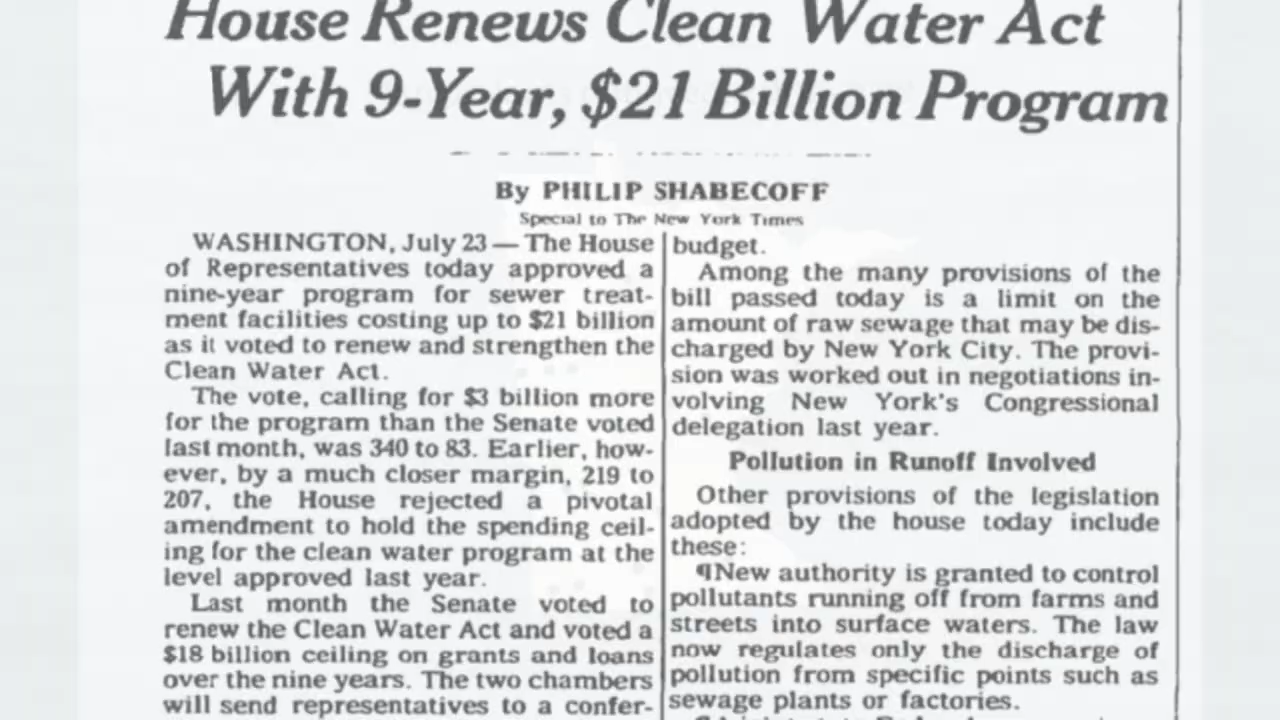 House Renews Clean Water Act
With 9-Year, $21 Billion Program
By PHILIP SHABECOFF
Special to The New York Times
WASHINGTON, July 23 — The House
of Representatives today approved a
nine-year program for sewer treat-
ment facilities costing up to $21 billion
as it voted to renew and strengthen the
Clean Water Act.
The vote, calling for $3 billion more
for the program than the Senate voted
last month, was 340 to 83. Earlier, how-
ever, by a much closer margin, 219 to
207, the House rejected a pivotal
amendment to hold the spending ceil-
ing for the clean water program at the
level approved last year.
Last month the Senate voted to
renew the Clean Water Act and voted a
$18 billion ceiling on grants and loans
over the nine years. The two chambers
will send representatives to a confer-
budget.
Among the many provisions of the
bill passed today is a limit on the
amount of raw sewage that may be dis-
charged by New York City. The provi-
sion was worked out in negotiations in-
volving New York's Congressional
delegation last year.
Pollution in Runoff Involved
Other provisions of the legislation
adopted by the house today include
these:
¶New authority is granted to control
pollutants running off from farms and
streets into surface waters. The law
now regulates only the discharge of
pollution from specific points such as
sewage plants or factories.